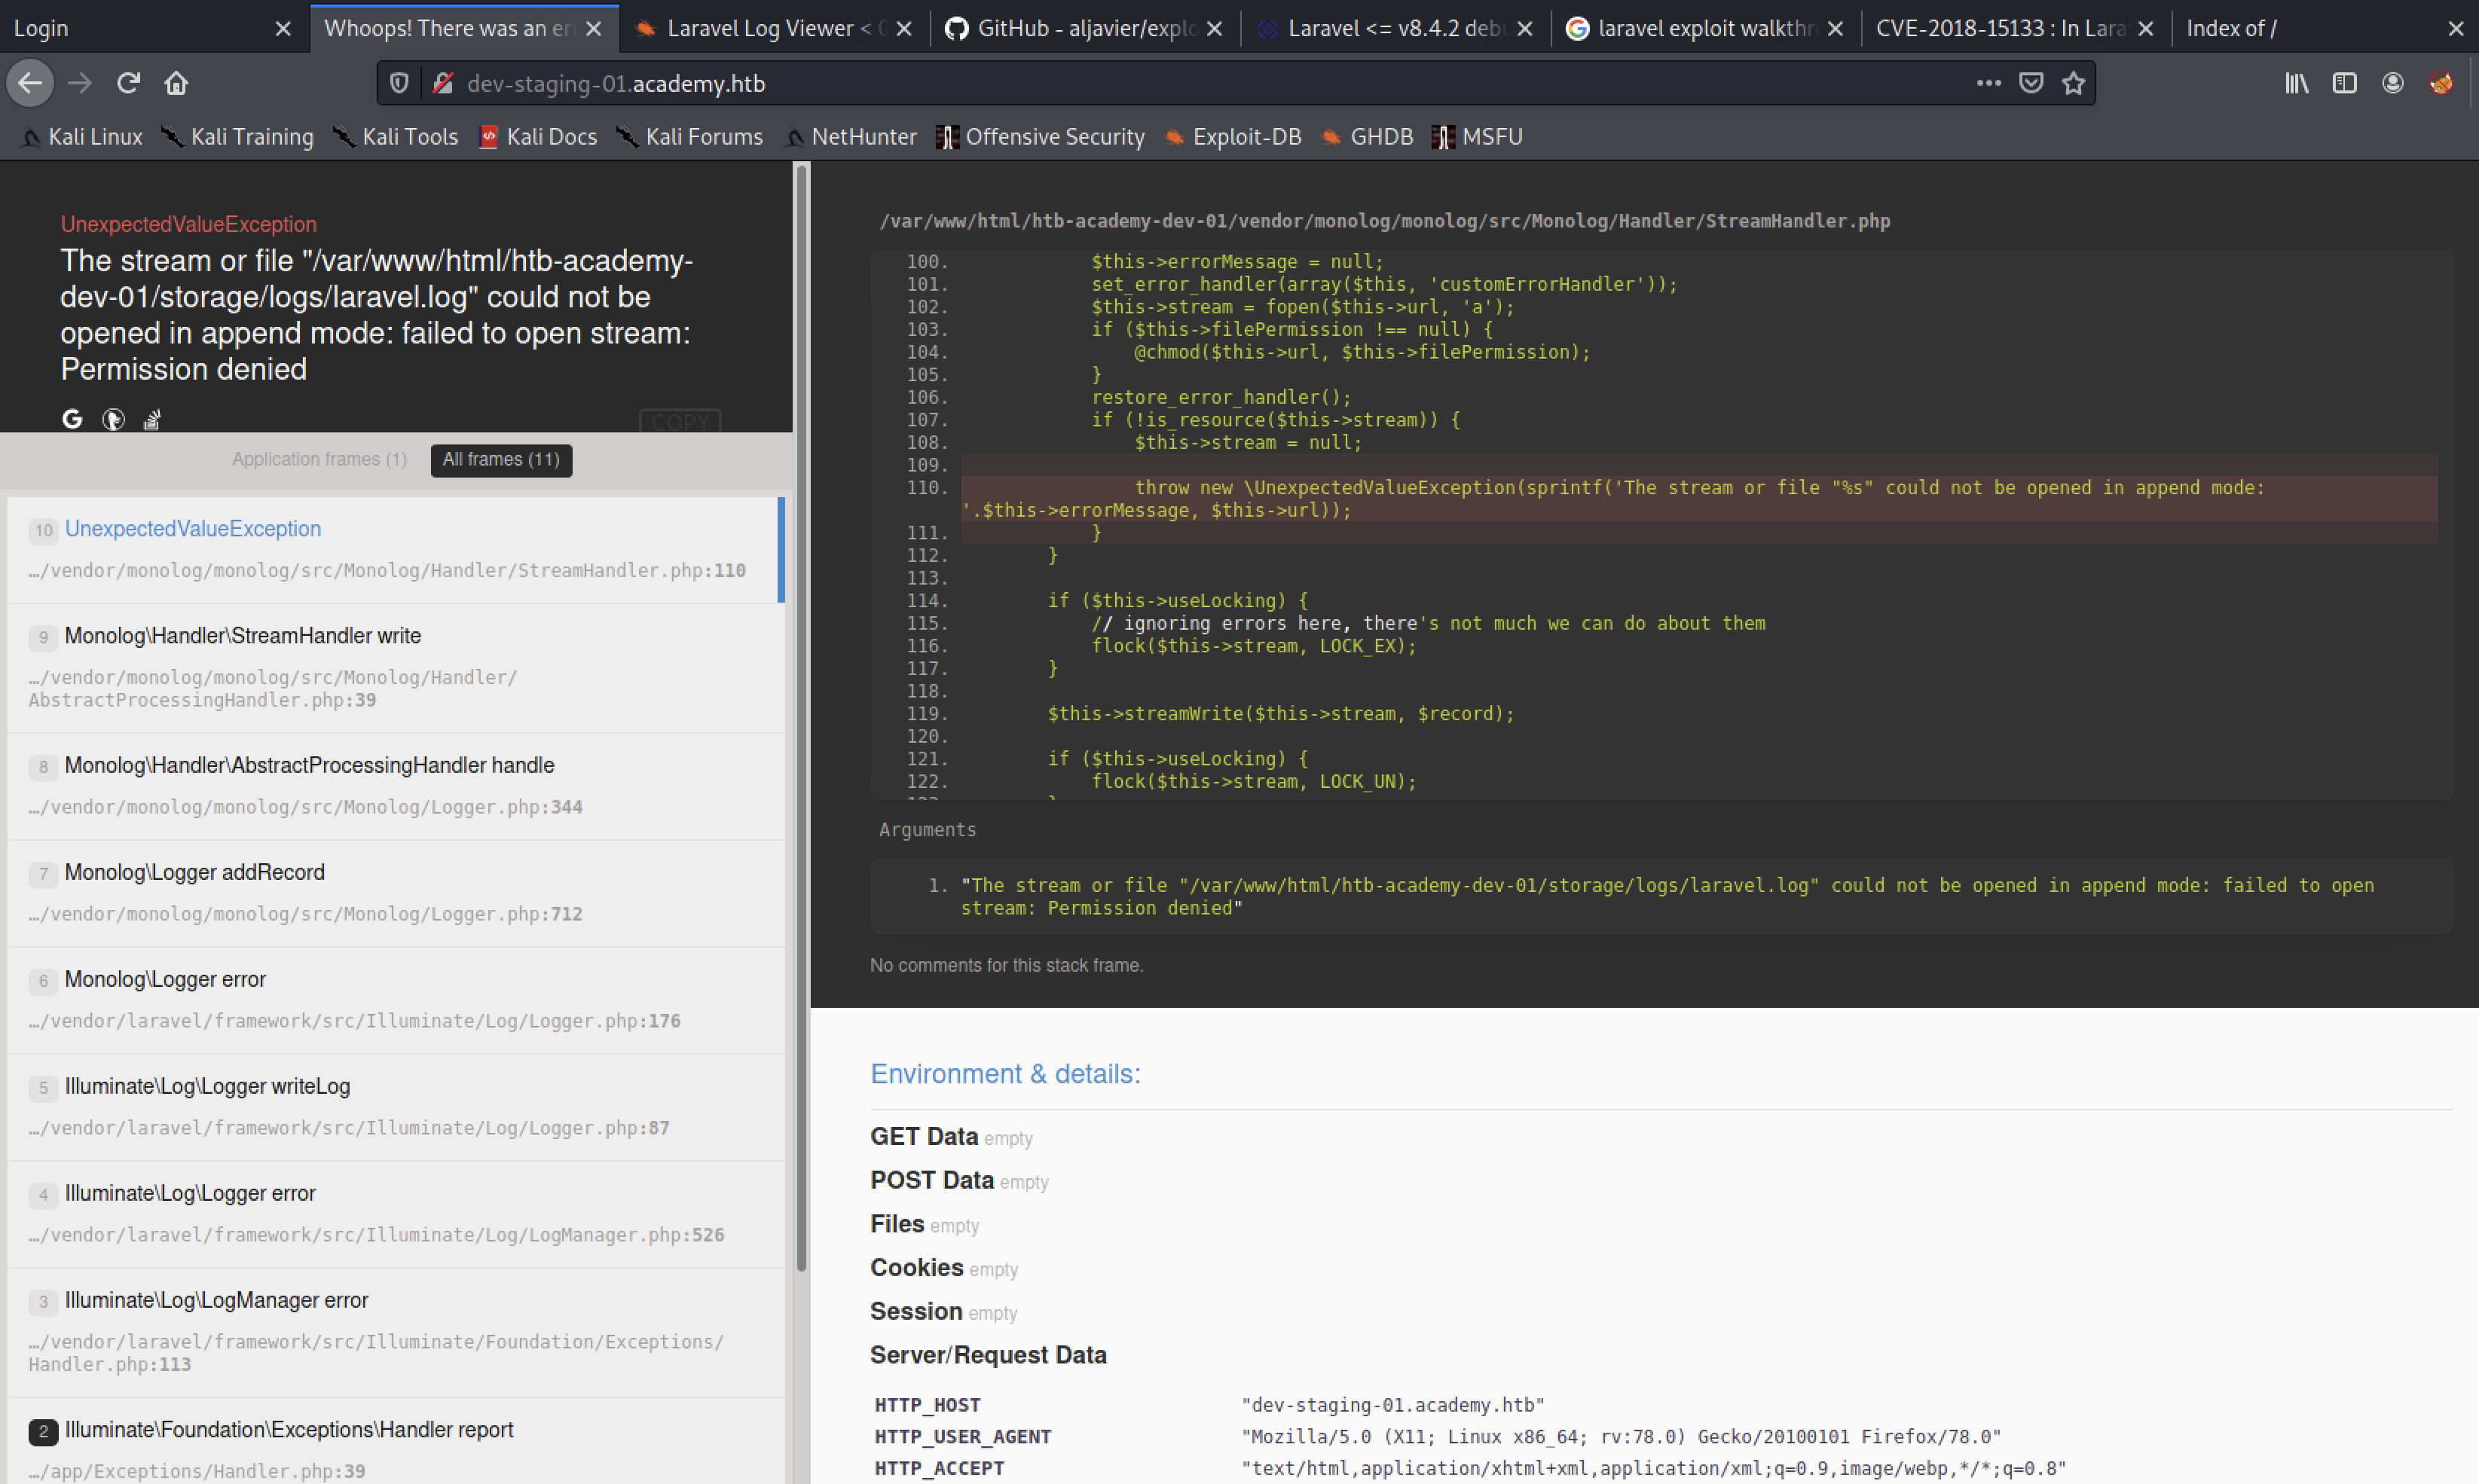 Login
Whoops! There was an er
Laravel Log Viewer < 0
GitHub - aljavier/explo
Laravel <= v8.4.2 deb
laravel exploit walkthr
CVE-2018-15133 : In Lara
Index of /
dev-staging-01.academy.htb
Kali Linux
Kali Training
Kali Tools
Kali Docs
Kali Forums
NetHunter
Offensive Security
Exploit-DB
GHDB
MSFU
UnexpectedValueException
The stream or file "/var/www/html/htb-academy-
dev-01/storage/logs/laravel.log" could not be
opened in append mode: failed to open stream:
Permission denied
COPY
Application frames (1)
All frames (11)
10 UnexpectedValueException
…/vendor/monolog/monolog/src/Monolog/Handler/StreamHandler.php:110
9 Monolog\Handler\StreamHandler write
…/vendor/monolog/monolog/src/Monolog/Handler/
AbstractProcessingHandler.php:39
8 Monolog\Handler\AbstractProcessingHandler handle
…/vendor/monolog/monolog/src/Monolog/Logger.php:344
7 Monolog\Logger addRecord
…/vendor/monolog/monolog/src/Monolog/Logger.php:712
6 Monolog\Logger error
…/vendor/laravel/framework/src/Illuminate/Log/Logger.php:176
5 Illuminate\Log\Logger writeLog
…/vendor/laravel/framework/src/Illuminate/Log/Logger.php:87
4 Illuminate\Log\Logger error
…/vendor/laravel/framework/src/Illuminate/Log/LogManager.php:526
3 Illuminate\Log\LogManager error
…/vendor/laravel/framework/src/Illuminate/Foundation/Exceptions/
Handler.php:113
2 Illuminate\Foundation\Exceptions\Handler report
…/app/Exceptions/Handler.php:39
/var/www/html/htb-academy-dev-01/vendor/monolog/monolog/src/Monolog/Handler/StreamHandler.php
100. $this->errorMessage = null;
101. set_error_handler(array($this, 'customErrorHandler'));
102. $this->stream = fopen($this->url, 'a');
103. if ($this->filePermission !== null) {
104. @chmod($this->url, $this->filePermission);
105. }
106. restore_error_handler();
107. if (!is_resource($this->stream)) {
108. $this->stream = null;
109.
110. throw new \UnexpectedValueException(sprintf('The stream or file "%s" could not be opened in append mode:
'.$this->errorMessage, $this->url));
111. }
112. }
113.
114. if ($this->useLocking) {
115. // ignoring errors here, there's not much we can do about them
116. flock($this->stream, LOCK_EX);
117. }
118.
119. $this->streamWrite($this->stream, $record);
120.
121. if ($this->useLocking) {
122. flock($this->stream, LOCK_UN);
Arguments
1. "The stream or file "/var/www/html/htb-academy-dev-01/storage/logs/laravel.log" could not be opened in append mode: failed to open
stream: Permission denied"
No comments for this stack frame.
Environment & details:
GET Data empty
POST Data empty
Files empty
Cookies empty
Session empty
Server/Request Data
HTTP_HOST "dev-staging-01.academy.htb"
HTTP_USER_AGENT "Mozilla/5.0 (X11; Linux x86_64; rv:78.0) Gecko/20100101 Firefox/78.0"
HTTP_ACCEPT "text/html,application/xhtml+xml,application/xml;q=0.9,image/webp,*/*;q=0.8"